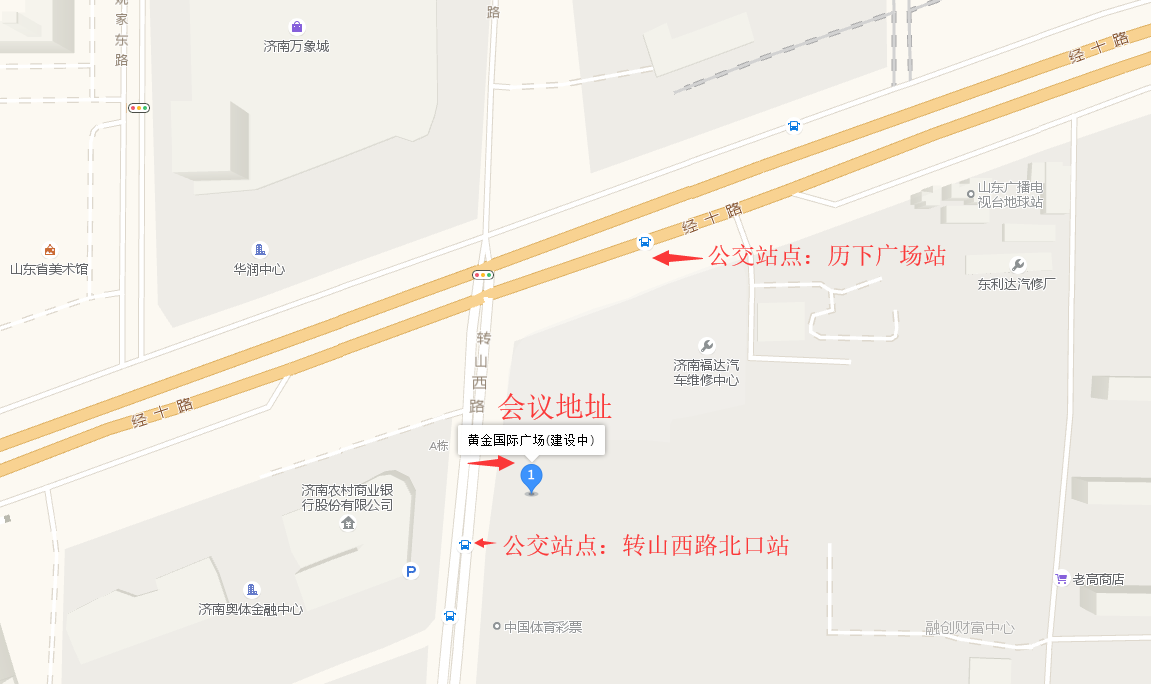 姚家东路
路
济南万象城
经十路
山东广播电
视台地球站
经十路
公交站点：历下广场站
山东省美术馆
华润中心
东利达汽修厂
转山西路
济南福达汽
车维修中心
会议地址
经十路
A栋
黄金国际广场(建设中)
1
济南农村商业银
行股份有限公司
公交站点：转山西路北口站
P
老高商店
济南奥体金融中心
中国体育彩票
融创财富中心